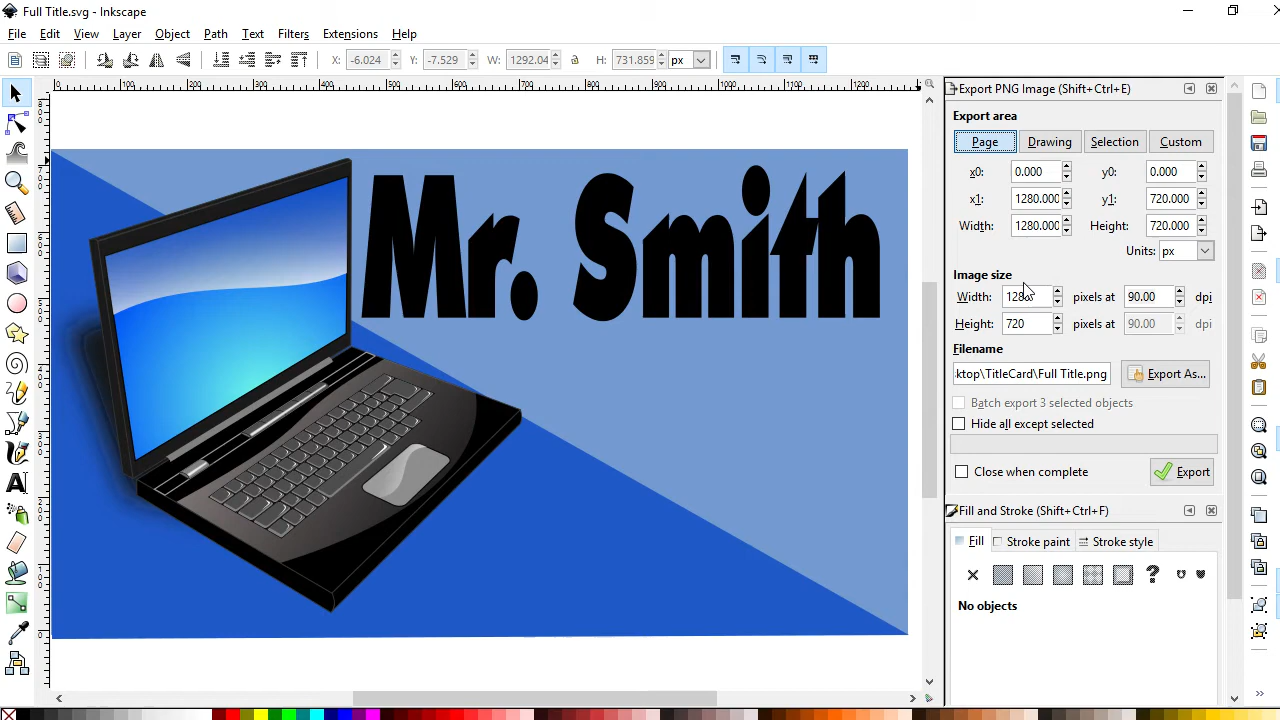 Full Title.svg - Inkscape
File Edit View Layer Object Path Text Filters Extensions Help
X: -6.024 Y: -7.529 W: 1292.04 H: 731.859 px
Export PNG Image (Shift+Ctrl+E)
Export area
Page Drawing Selection Custom
x0: 0.000 y0: 0.000
x1: 1280.000 y1: 720.000
Width: 1280.000 Height: 720.000
Units: px
Image size
Width: 1280 pixels at 90.00 dpi
Height: 720 pixels at 90.00 dpi
Filename
ktop\TitleCard\Full Title.png Export As...
Batch export 3 selected objects
Hide all except selected
Close when complete Export
Fill and Stroke (Shift+Ctrl+F)
Fill Stroke paint Stroke style
No objects
Mr. Smith